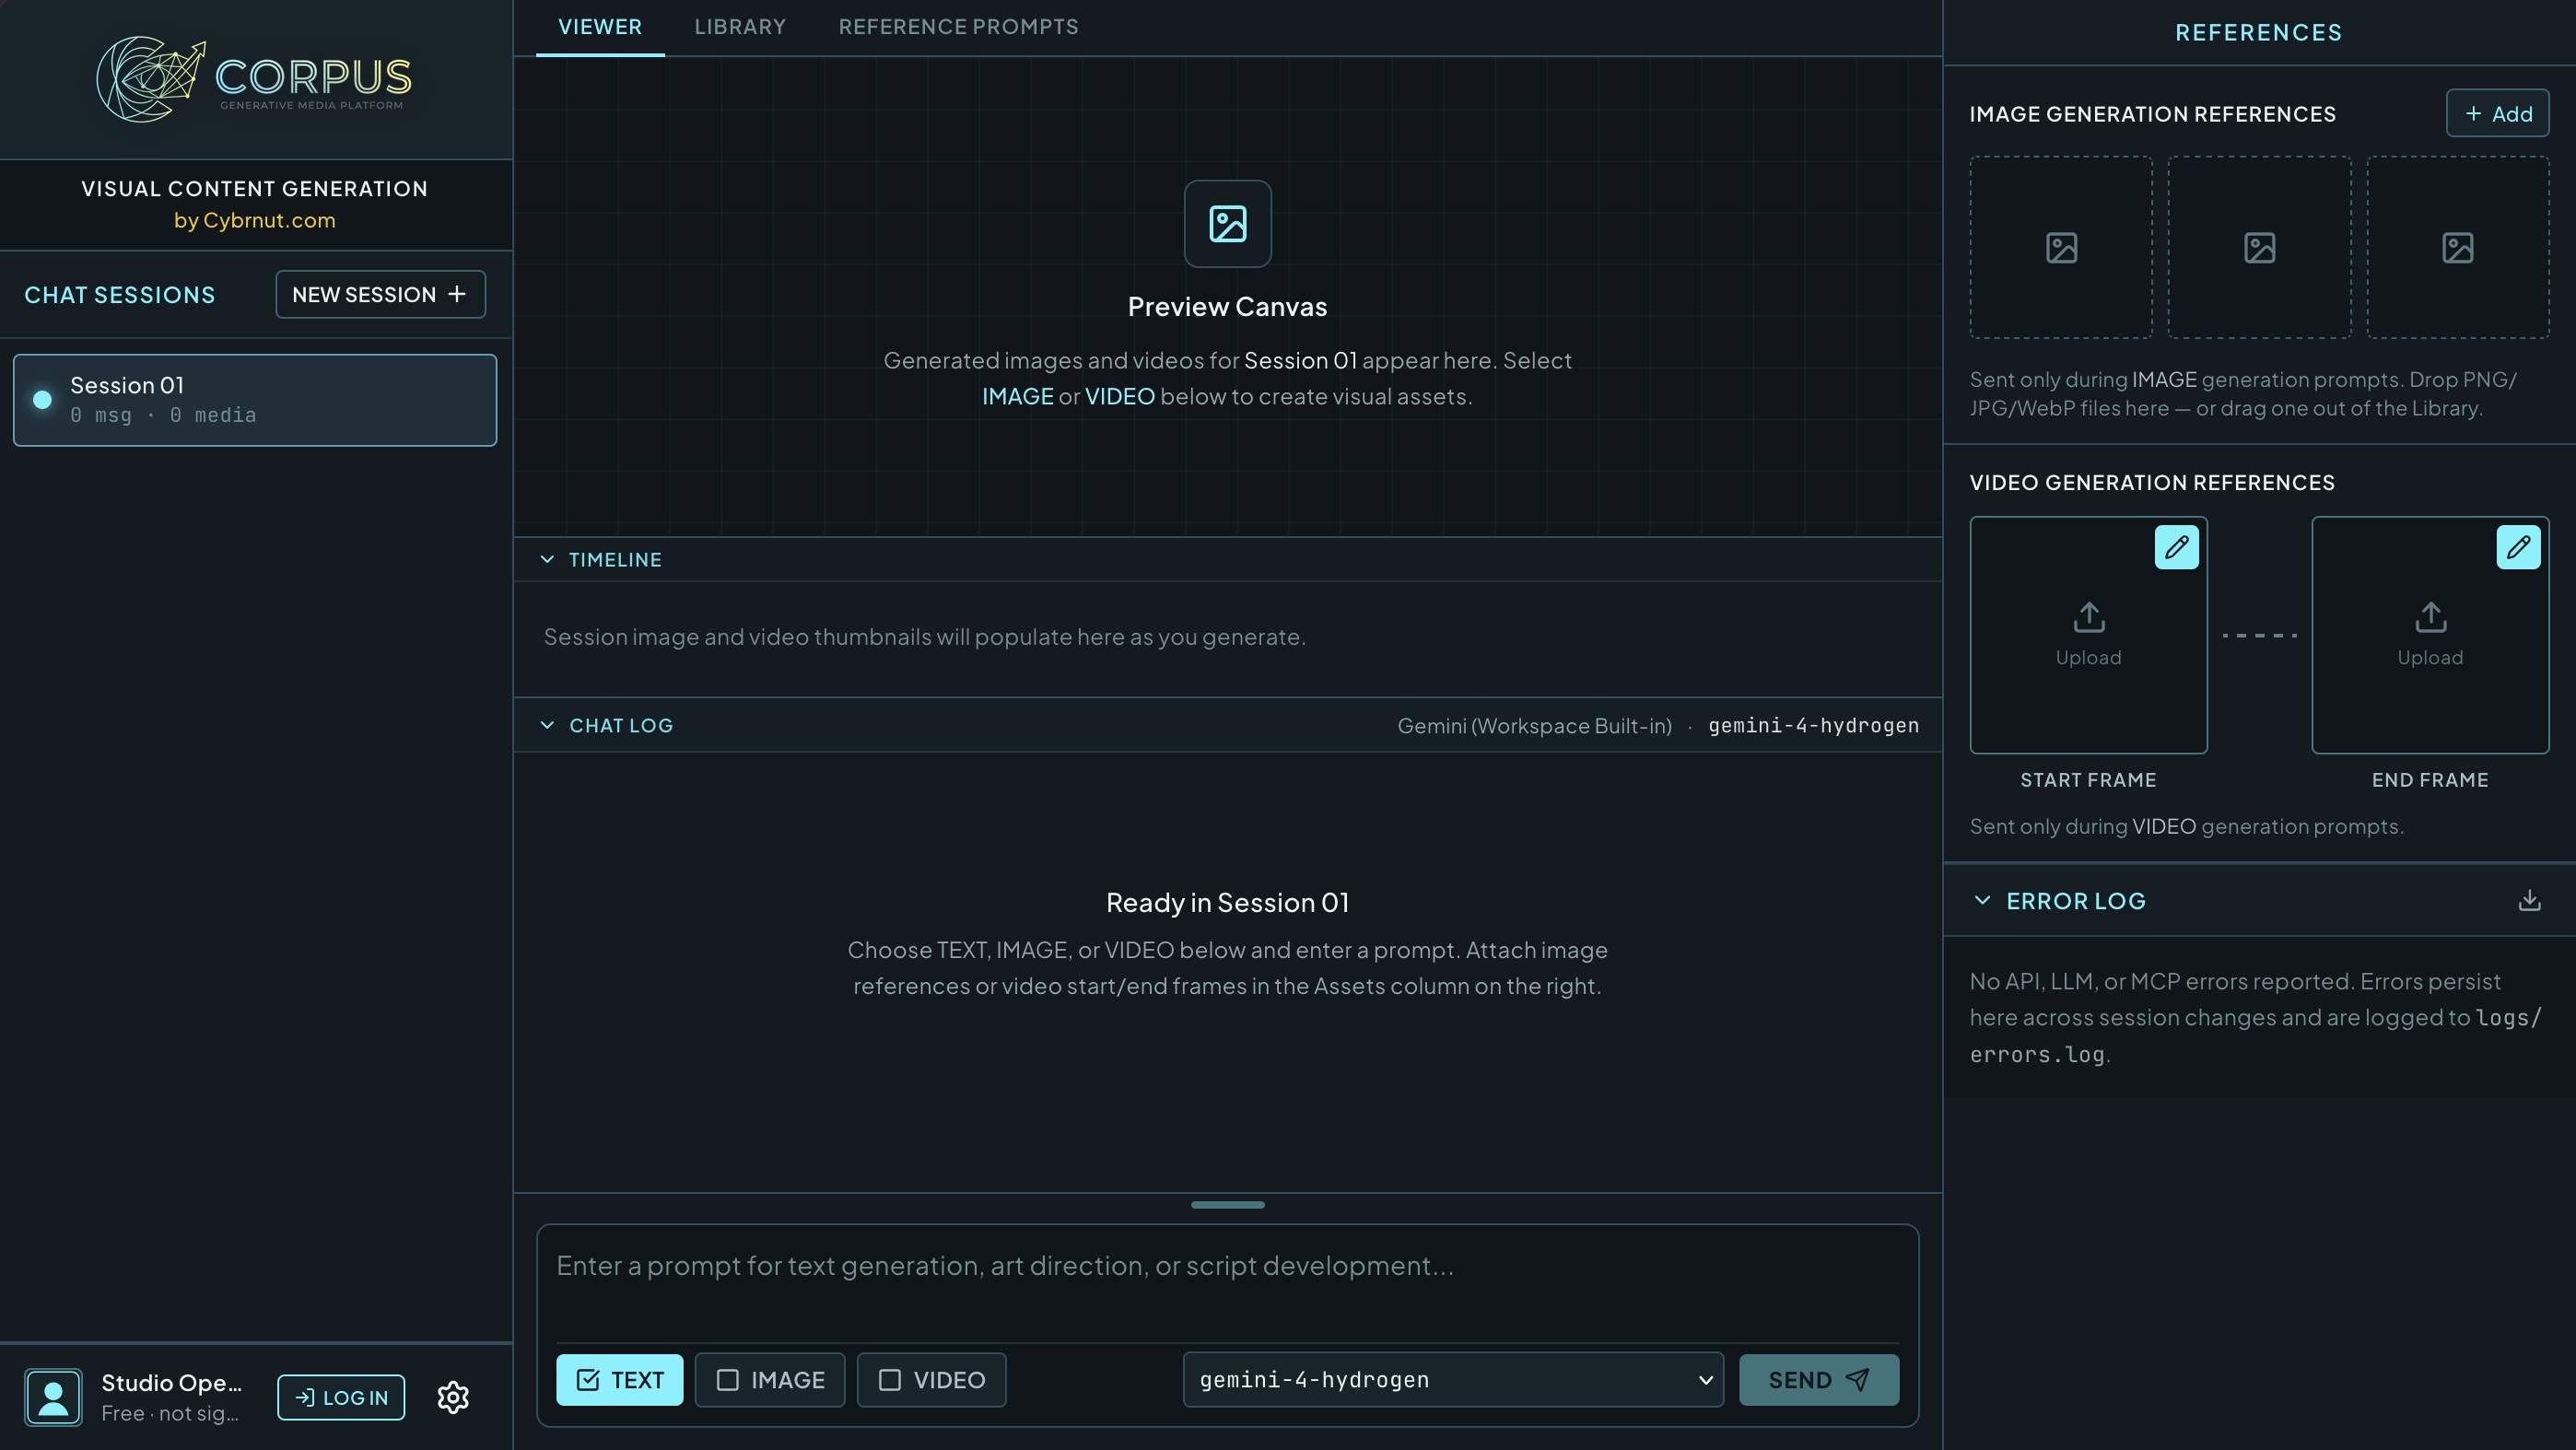 CORPUS
GENERATIVE MEDIA PLATFORM
VISUAL CONTENT GENERATION
by Cybrnut.com
CHAT SESSIONS
NEW SESSION
Session 01
0 msg · 0 media
Studio Ope...
Free · not sig...
LOG IN
VIEWER
LIBRARY
REFERENCE PROMPTS
Preview Canvas
Generated images and videos for Session 01 appear here. Select
IMAGE or VIDEO below to create visual assets.
TIMELINE
Session image and video thumbnails will populate here as you generate.
CHAT LOG
Gemini (Workspace Built-in) · gemini-4-hydrogen
Ready in Session 01
Choose TEXT, IMAGE, or VIDEO below and enter a prompt. Attach image
references or video start/end frames in the Assets column on the right.
Enter a prompt for text generation, art direction, or script development...
TEXT
IMAGE
VIDEO
gemini-4-hydrogen
SEND
REFERENCES
IMAGE GENERATION REFERENCES
+ Add
Sent only during IMAGE generation prompts. Drop PNG/
JPG/WebP files here — or drag one out of the Library.
VIDEO GENERATION REFERENCES
Upload
Upload
START FRAME
END FRAME
Sent only during VIDEO generation prompts.
ERROR LOG
No API, LLM, or MCP errors reported. Errors persist
here across session changes and are logged to logs/
errors.log.